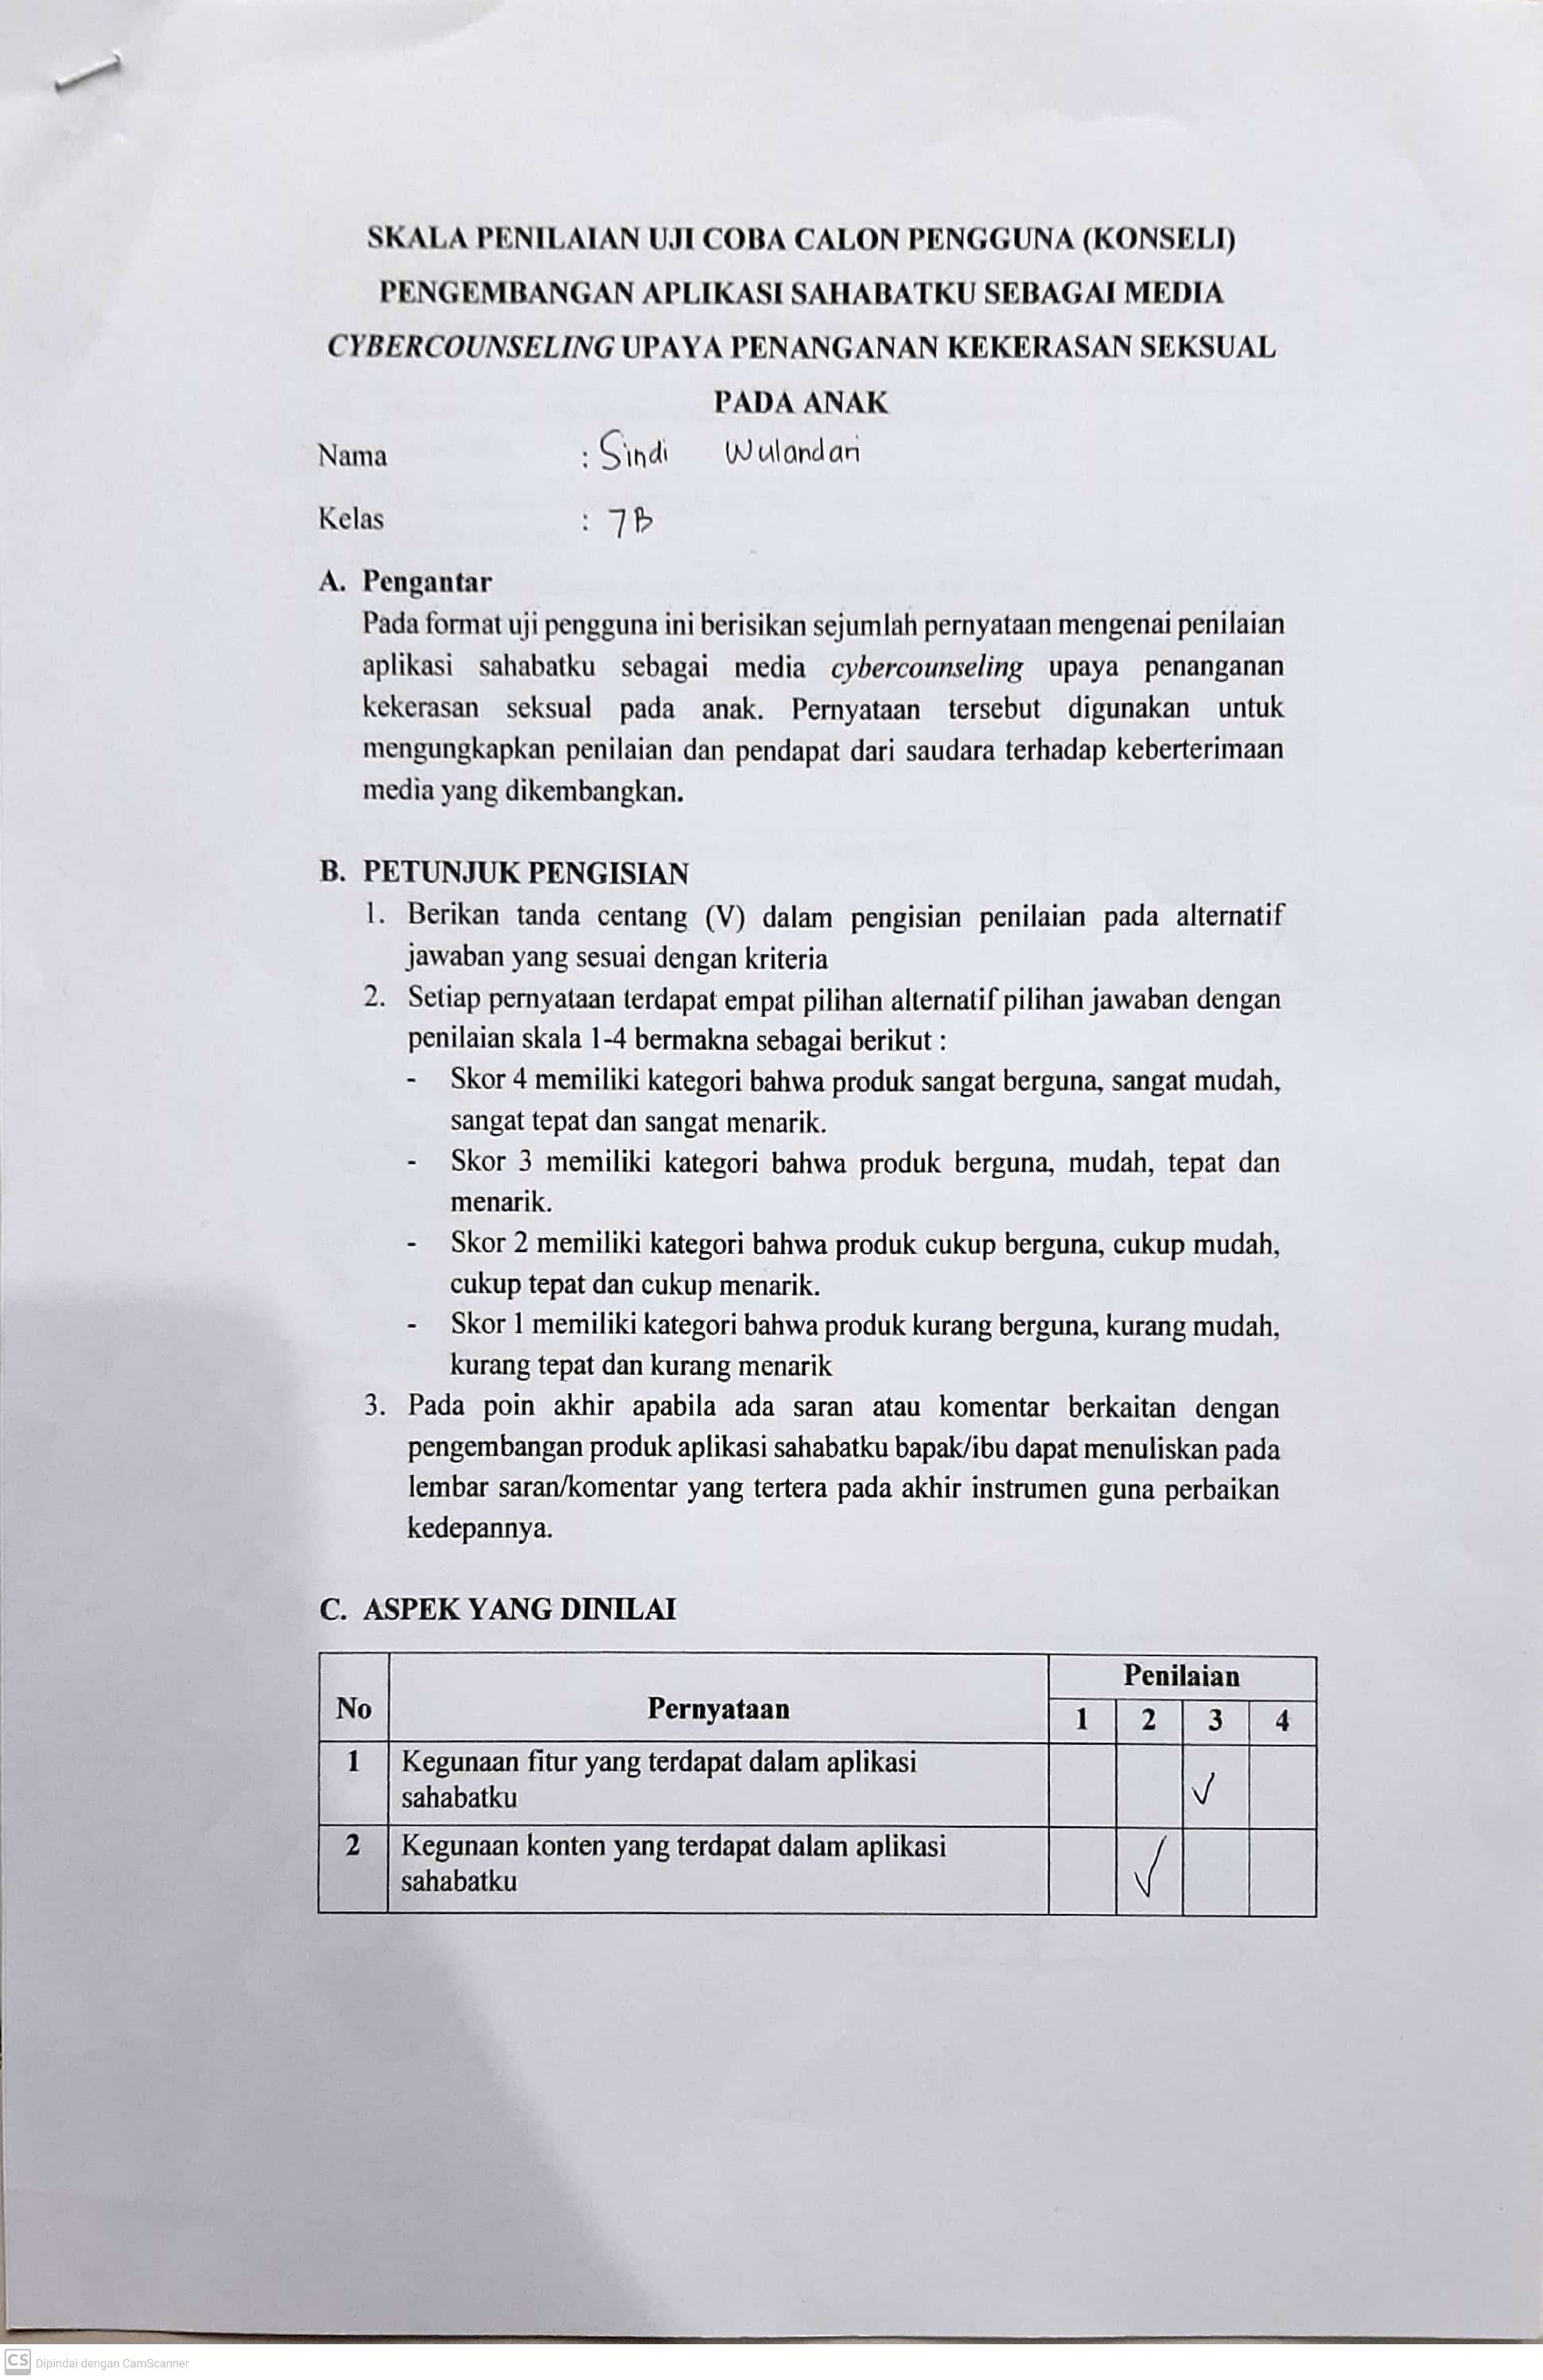 SKALA PENILAIAN UJI COBA CALON PENGGUNA (KONSELI)
PENGEMBANGAN APLIKASI SAHABATKU SEBAGAI MEDIA
CYBERCOUNSELING UPAYA PENANGANAN KEKERASAN SEKSUAL
PADA ANAK
Nama : Sindi Wulandari
Kelas : 7B
A. Pengantar
Pada format uji pengguna ini berisikan sejumlah pernyataan mengenai penilaian
aplikasi sahabatku sebagai media cybercounseling upaya penanganan
kekerasan seksual pada anak. Pernyataan tersebut digunakan untuk
mengungkapkan penilaian dan pendapat dari saudara terhadap keberterimaan
media yang dikembangkan.
B. PETUNJUK PENGISIAN
1. Berikan tanda centang (V) dalam pengisian penilaian pada alternatif
jawaban yang sesuai dengan kriteria
2. Setiap pernyataan terdapat empat pilihan alternatif pilihan jawaban dengan
penilaian skala 1-4 bermakna sebagai berikut :
- Skor 4 memiliki kategori bahwa produk sangat berguna, sangat mudah,
sangat tepat dan sangat menarik.
- Skor 3 memiliki kategori bahwa produk berguna, mudah, tepat dan
menarik.
- Skor 2 memiliki kategori bahwa produk cukup berguna, cukup mudah,
cukup tepat dan cukup menarik.
- Skor 1 memiliki kategori bahwa produk kurang berguna, kurang mudah,
kurang tepat dan kurang menarik
3. Pada poin akhir apabila ada saran atau komentar berkaitan dengan
pengembangan produk aplikasi sahabatku bapak/ibu dapat menuliskan pada
lembar saran/komentar yang tertera pada akhir instrumen guna perbaikan
kedepannya.
C. ASPEK YANG DINILAI
Penilaian
No Pernyataan
1 2 3 4
1 Kegunaan fitur yang terdapat dalam aplikasi
sahabatku ✓
2 Kegunaan konten yang terdapat dalam aplikasi
sahabatku ✓
CS Dipindai dengan CamScanner